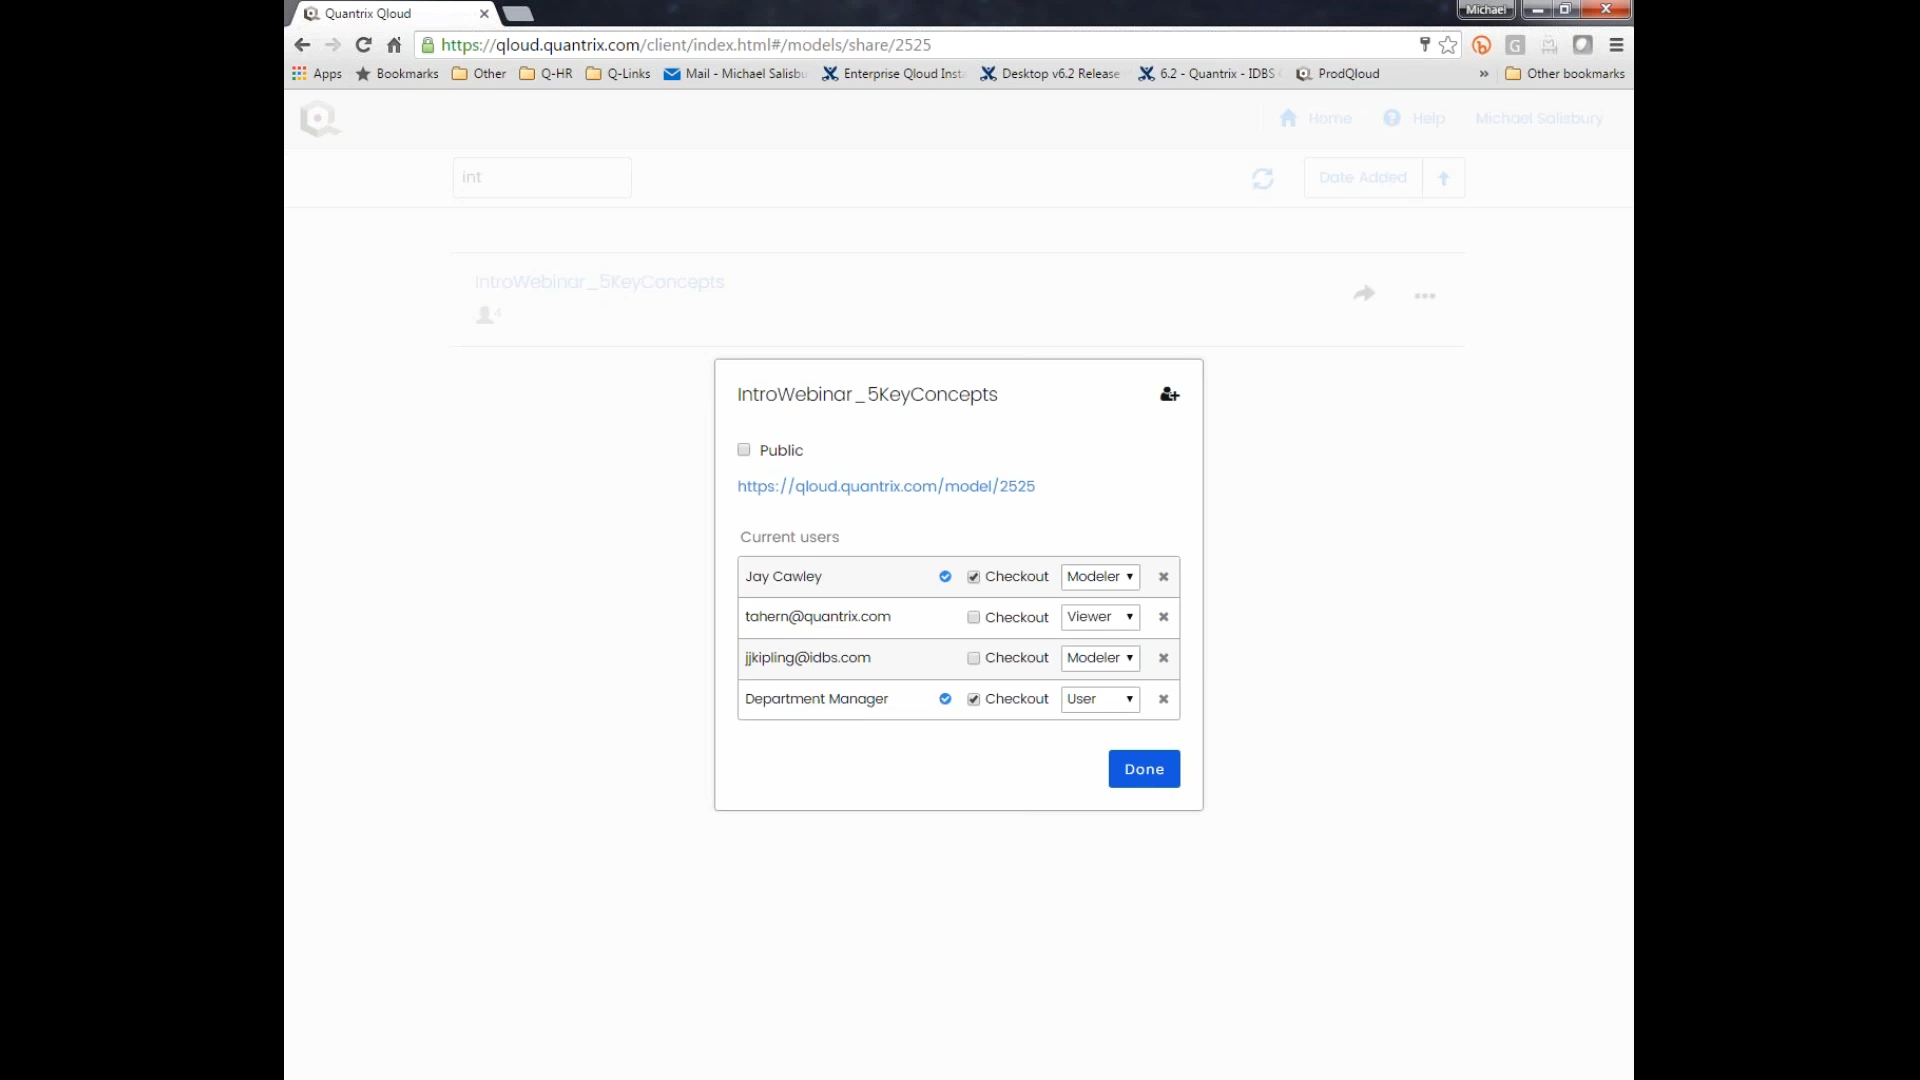 Quantrix Qloud
Michael
https://qloud.quantrix.com/client/index.html#/models/share/2525
Apps Bookmarks Other Q-HR Q-Links Mail - Michael Salisbu Enterprise Qloud Insta Desktop v6.2 Release 6.2 - Quantrix - IDBS ProdQloud » Other bookmarks
Home Help Michael Salisbury
int
Date Added
IntroWebinar_5KeyConcepts
4
IntroWebinar_5KeyConcepts
Public
https://qloud.quantrix.com/model/2525
Current users
Jay Cawley Checkout Modeler
tahern@quantrix.com Checkout Viewer
jjkipling@idbs.com Checkout Modeler
Department Manager Checkout User
Done